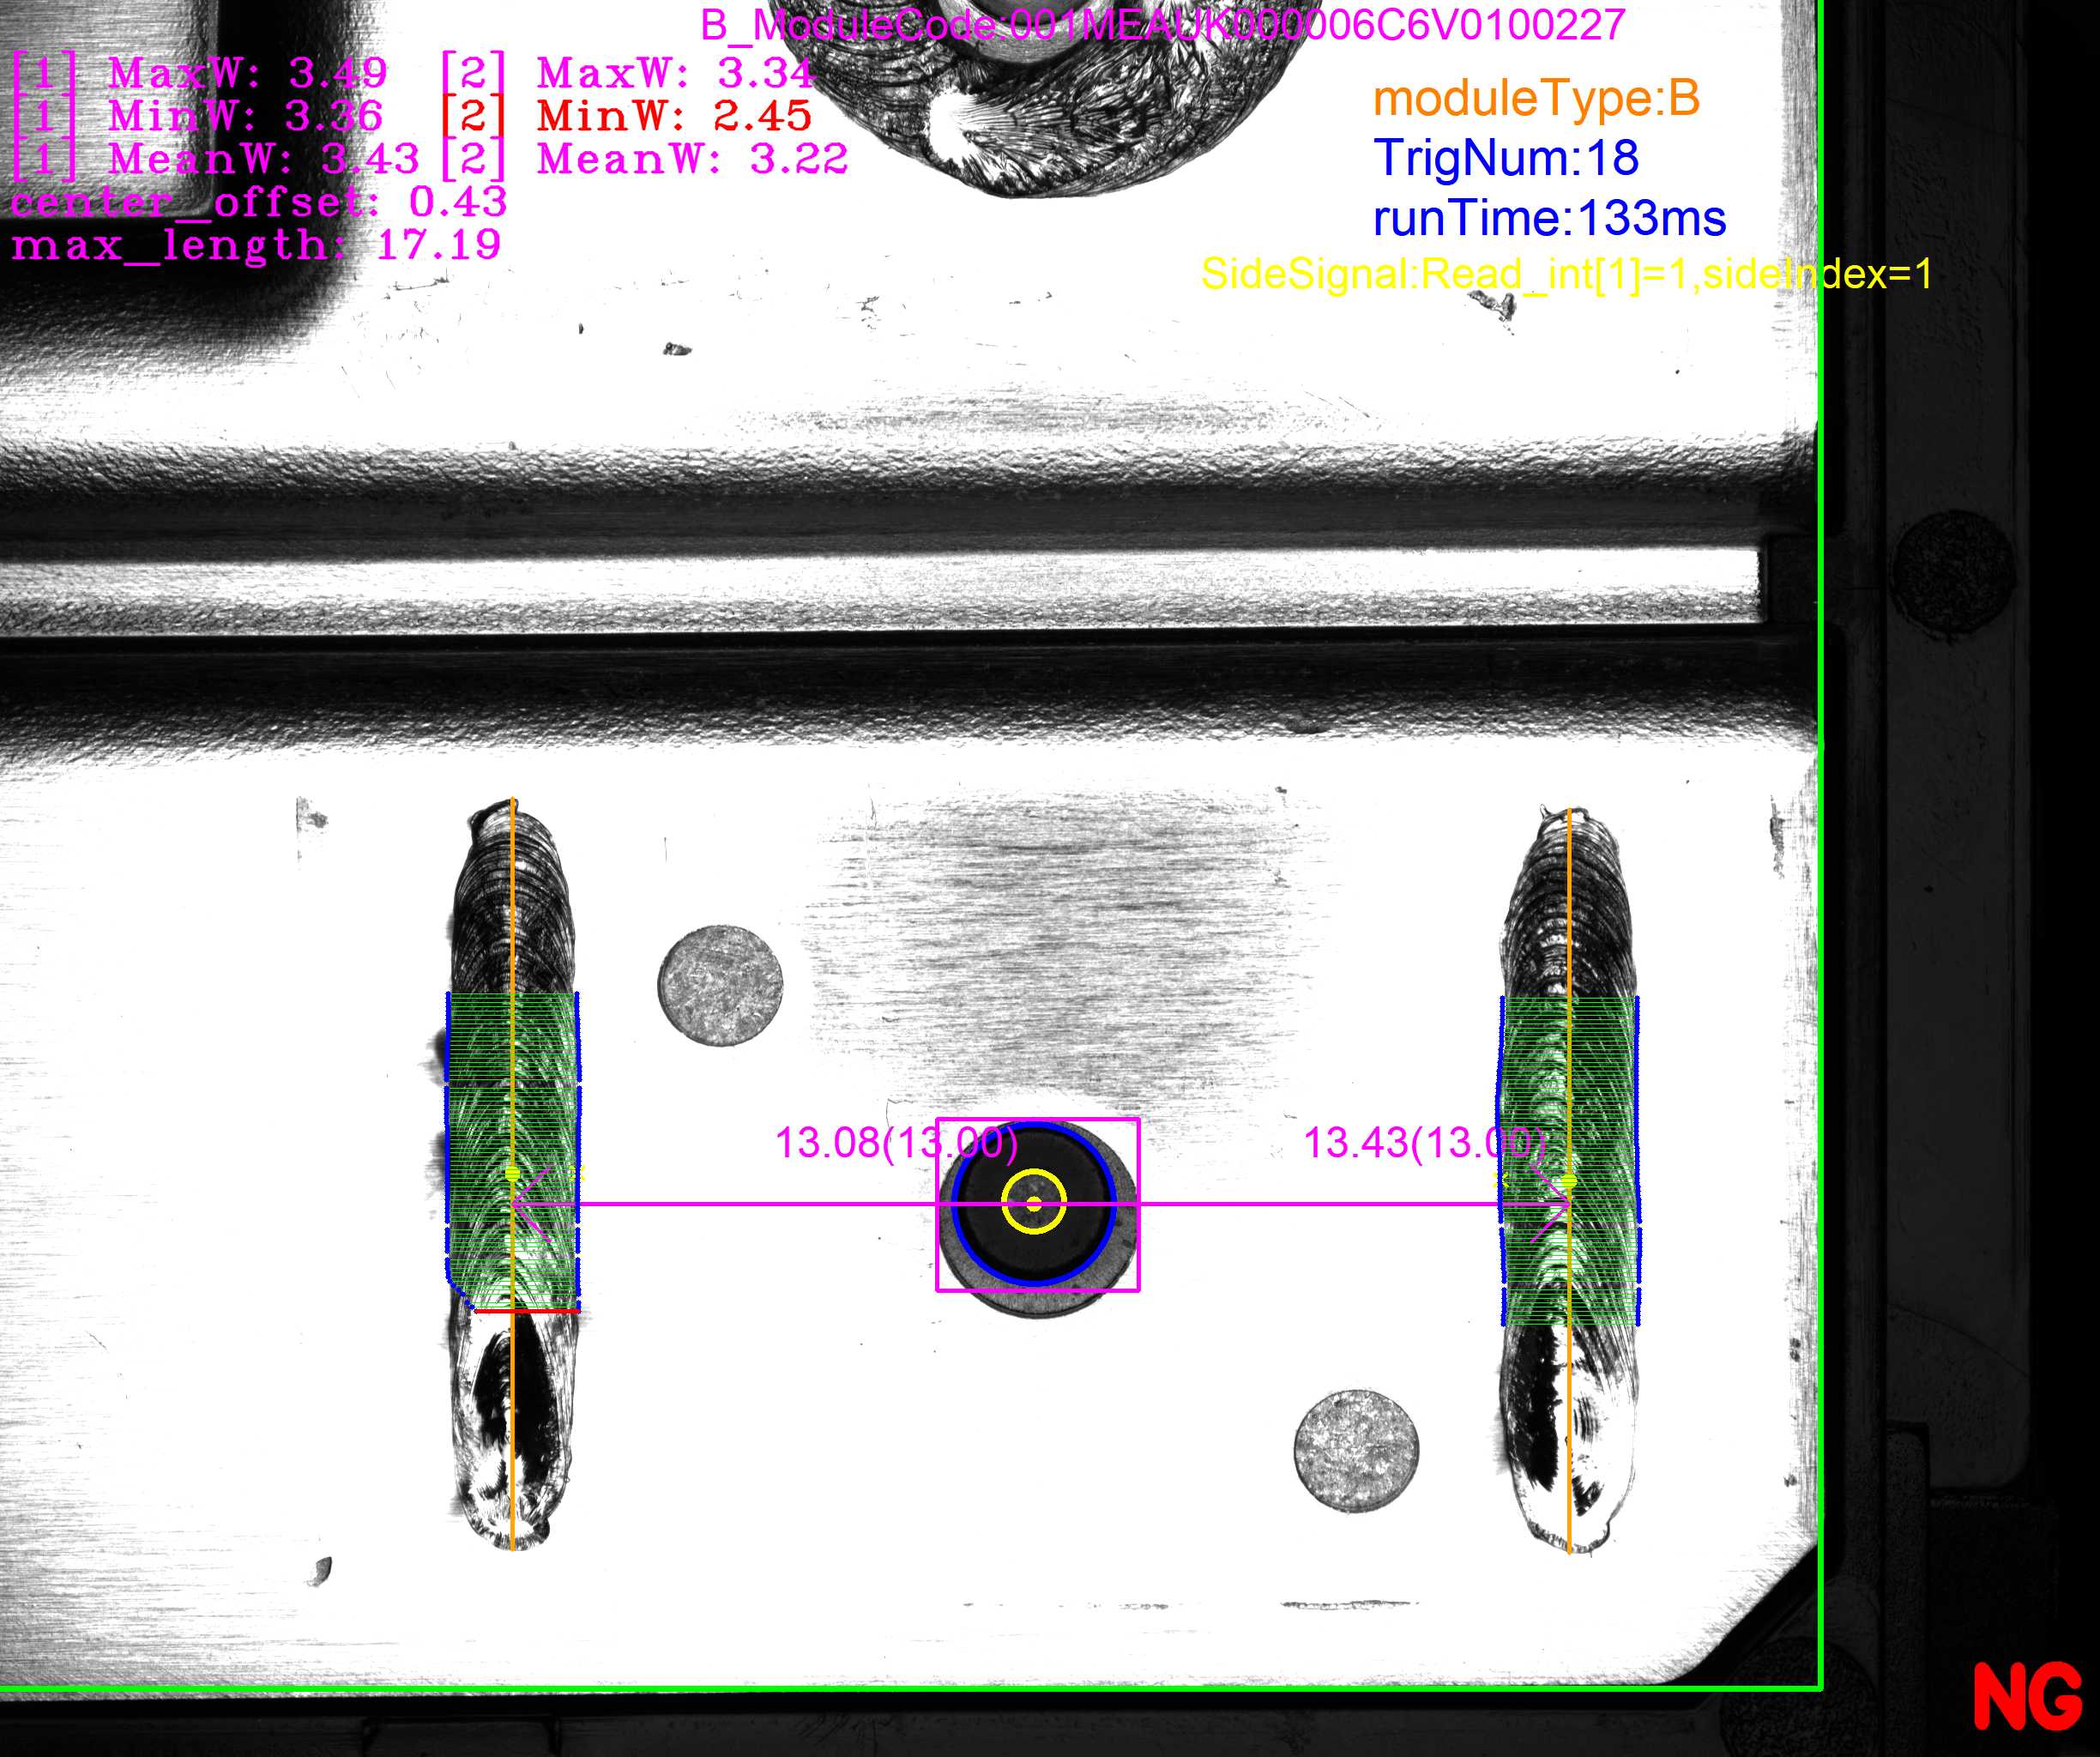 B_ModuleCode:001MEAUK000006C6V0100227
[1] MaxW: 3.49 [2] MaxW: 3.34
[1] MinW: 3.36 [2] MinW: 2.45
[1] MeanW: 3.43 [2] MeanW: 3.22
center_offset: 0.43
max_length: 17.19
moduleType:B
TrigNum:18
runTime:133ms
SideSignal:Read_int[1]=1,sideIndex=1
13.08(13.00)
13.43(13.00)
NG